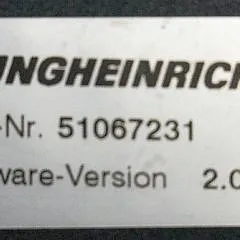 UNGHEINRICH
-Nr. 51067231
ware-Version 2.0